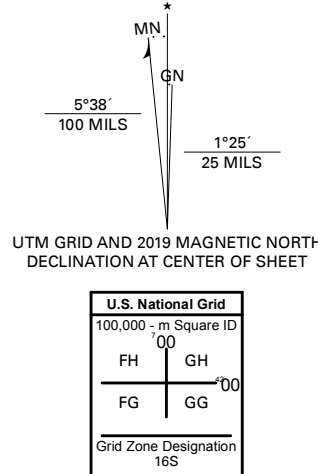 ★
MN
GN
5°38´
100 MILS
1°25´
25 MILS
UTM GRID AND 2019 MAGNETIC NORTH
DECLINATION AT CENTER OF SHEET
U.S. National Grid
100,000 - m Square ID
⁷00
FH GH
⁴²00
FG GG
Grid Zone Designation
16S